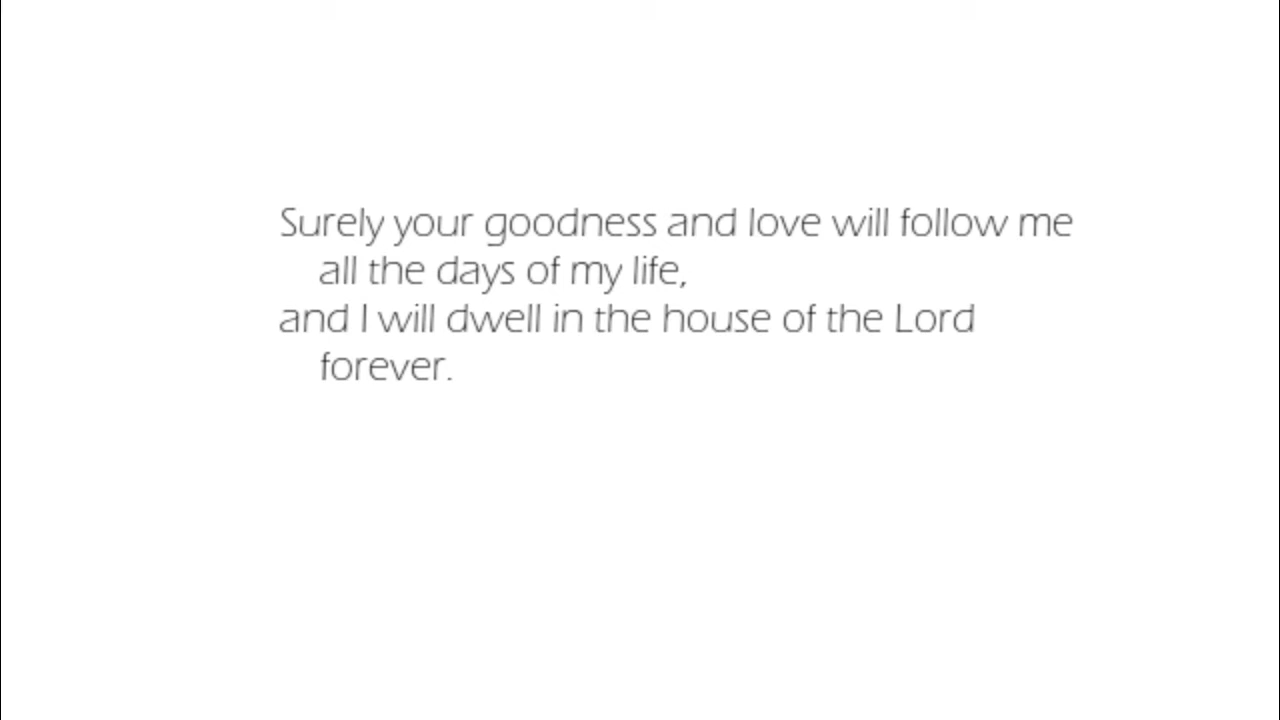 Surely your goodness and love will follow me
all the days of my life,
and I will dwell in the house of the Lord
forever.